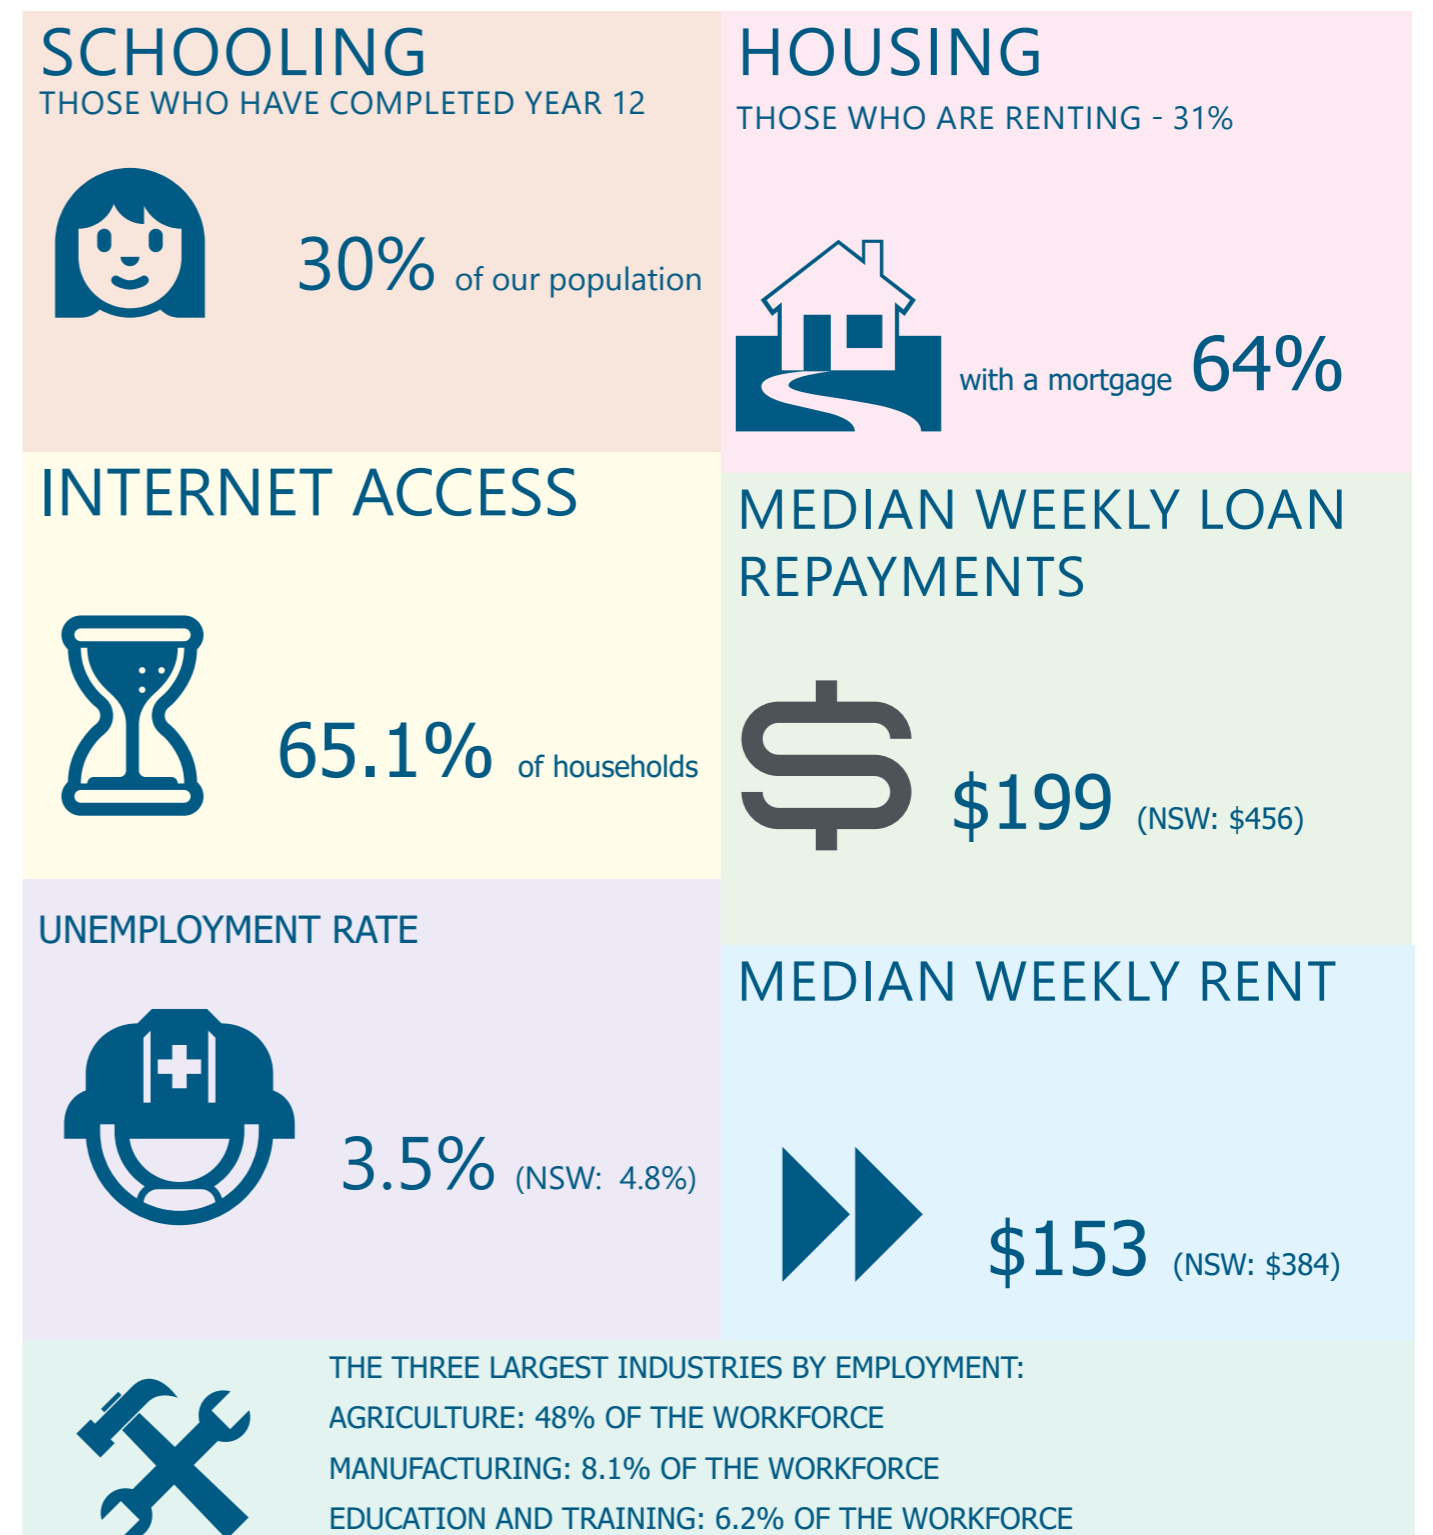 SCHOOLING
THOSE WHO HAVE COMPLETED YEAR 12
30% of our population
HOUSING
THOSE WHO ARE RENTING - 31%
with a mortgage 64%
INTERNET ACCESS
65.1% of households
MEDIAN WEEKLY LOAN
REPAYMENTS
$199 (NSW: $456)
UNEMPLOYMENT RATE
3.5% (NSW: 4.8%)
MEDIAN WEEKLY RENT
$153 (NSW: $384)
THE THREE LARGEST INDUSTRIES BY EMPLOYMENT:
AGRICULTURE: 48% OF THE WORKFORCE
MANUFACTURING: 8.1% OF THE WORKFORCE
EDUCATION AND TRAINING: 6.2% OF THE WORKFORCE